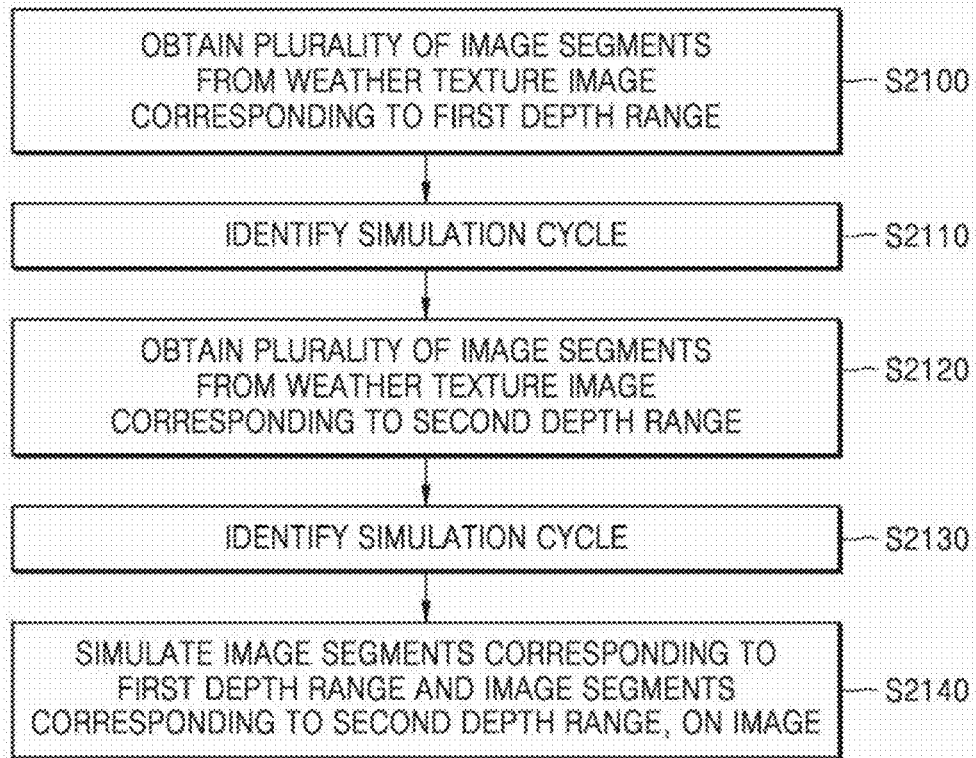 OBTAIN PLURALITY OF IMAGE SEGMENTS
FROM WEATHER TEXTURE IMAGE
CORRESPONDING TO FIRST DEPTH RANGE
S2100
IDENTIFY SIMULATION CYCLE
S2110
OBTAIN PLURALITY OF IMAGE SEGMENTS
FROM WEATHER TEXTURE IMAGE
CORRESPONDING TO SECOND DEPTH RANGE
S2120
IDENTIFY SIMULATION CYCLE
S2130
SIMULATE IMAGE SEGMENTS CORRESPONDING TO
FIRST DEPTH RANGE AND IMAGE SEGMENTS
CORRESPONDING TO SECOND DEPTH RANGE, ON IMAGE
S2140